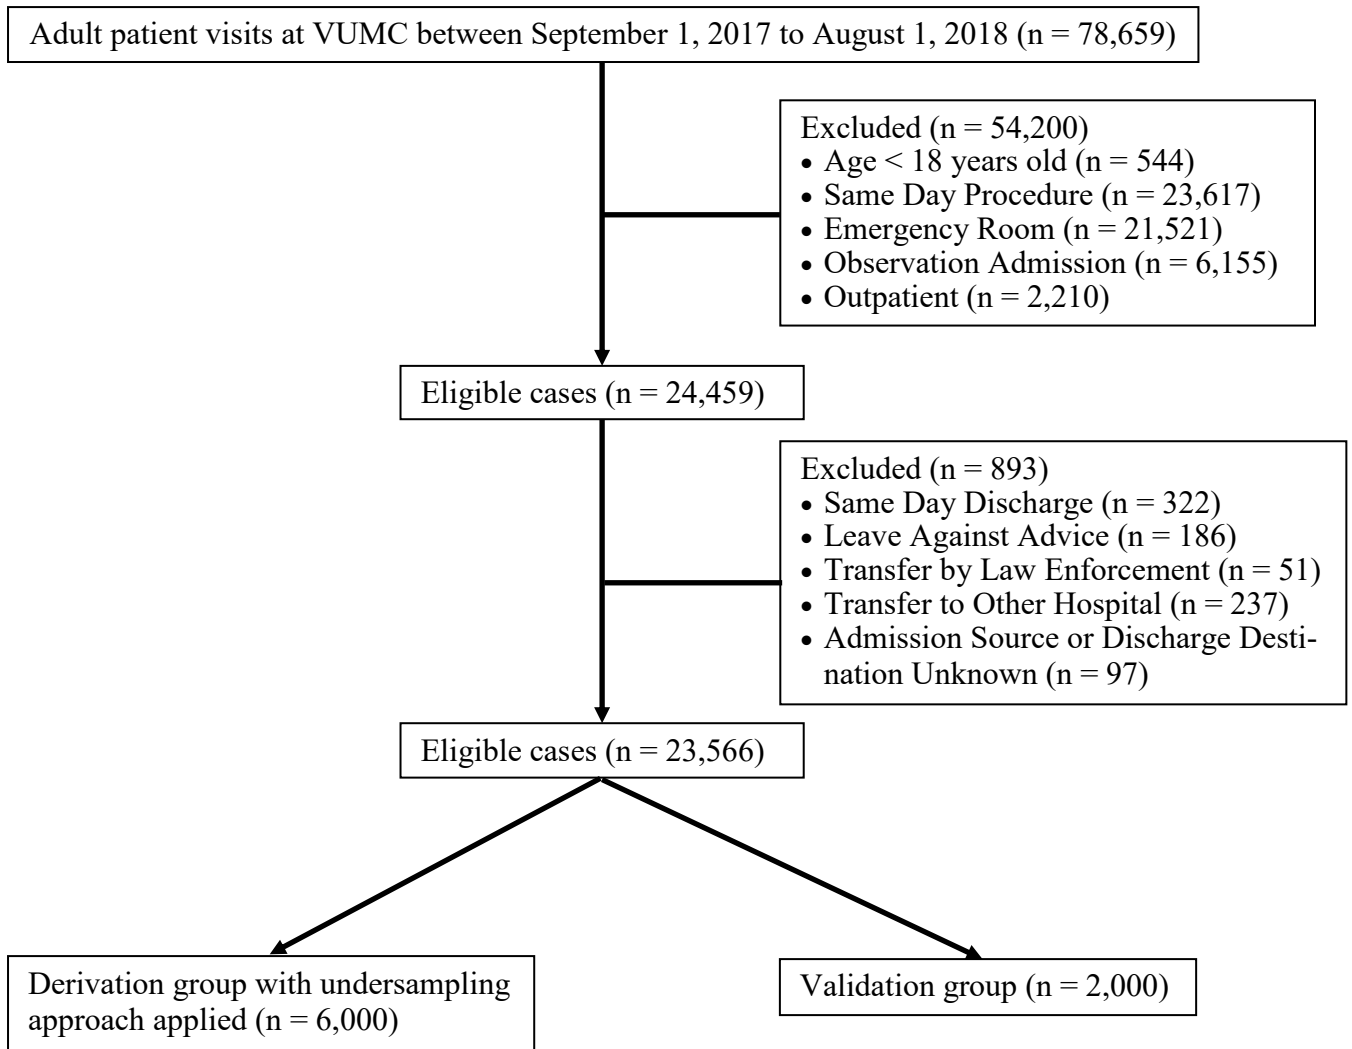 Adult patient visits at VUMC between September 1, 2017 to August 1, 2018 (n = 78,659)
Excluded (n = 54,200)
• Age < 18 years old (n = 544)
• Same Day Procedure (n = 23,617)
• Emergency Room (n = 21,521)
• Observation Admission (n = 6,155)
• Outpatient (n = 2,210)
Eligible cases (n = 24,459)
Excluded (n = 893)
• Same Day Discharge (n = 322)
• Leave Against Advice (n = 186)
• Transfer by Law Enforcement (n = 51)
• Transfer to Other Hospital (n = 237)
• Admission Source or Discharge Desti-
nation Unknown (n = 97)
Eligible cases (n = 23,566)
Derivation group with undersampling
approach applied (n = 6,000)
Validation group (n = 2,000)